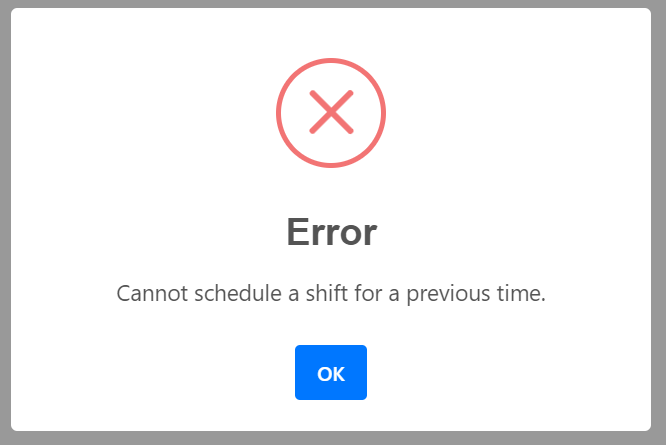 Error
Cannot schedule a shift for a previous time.
OK